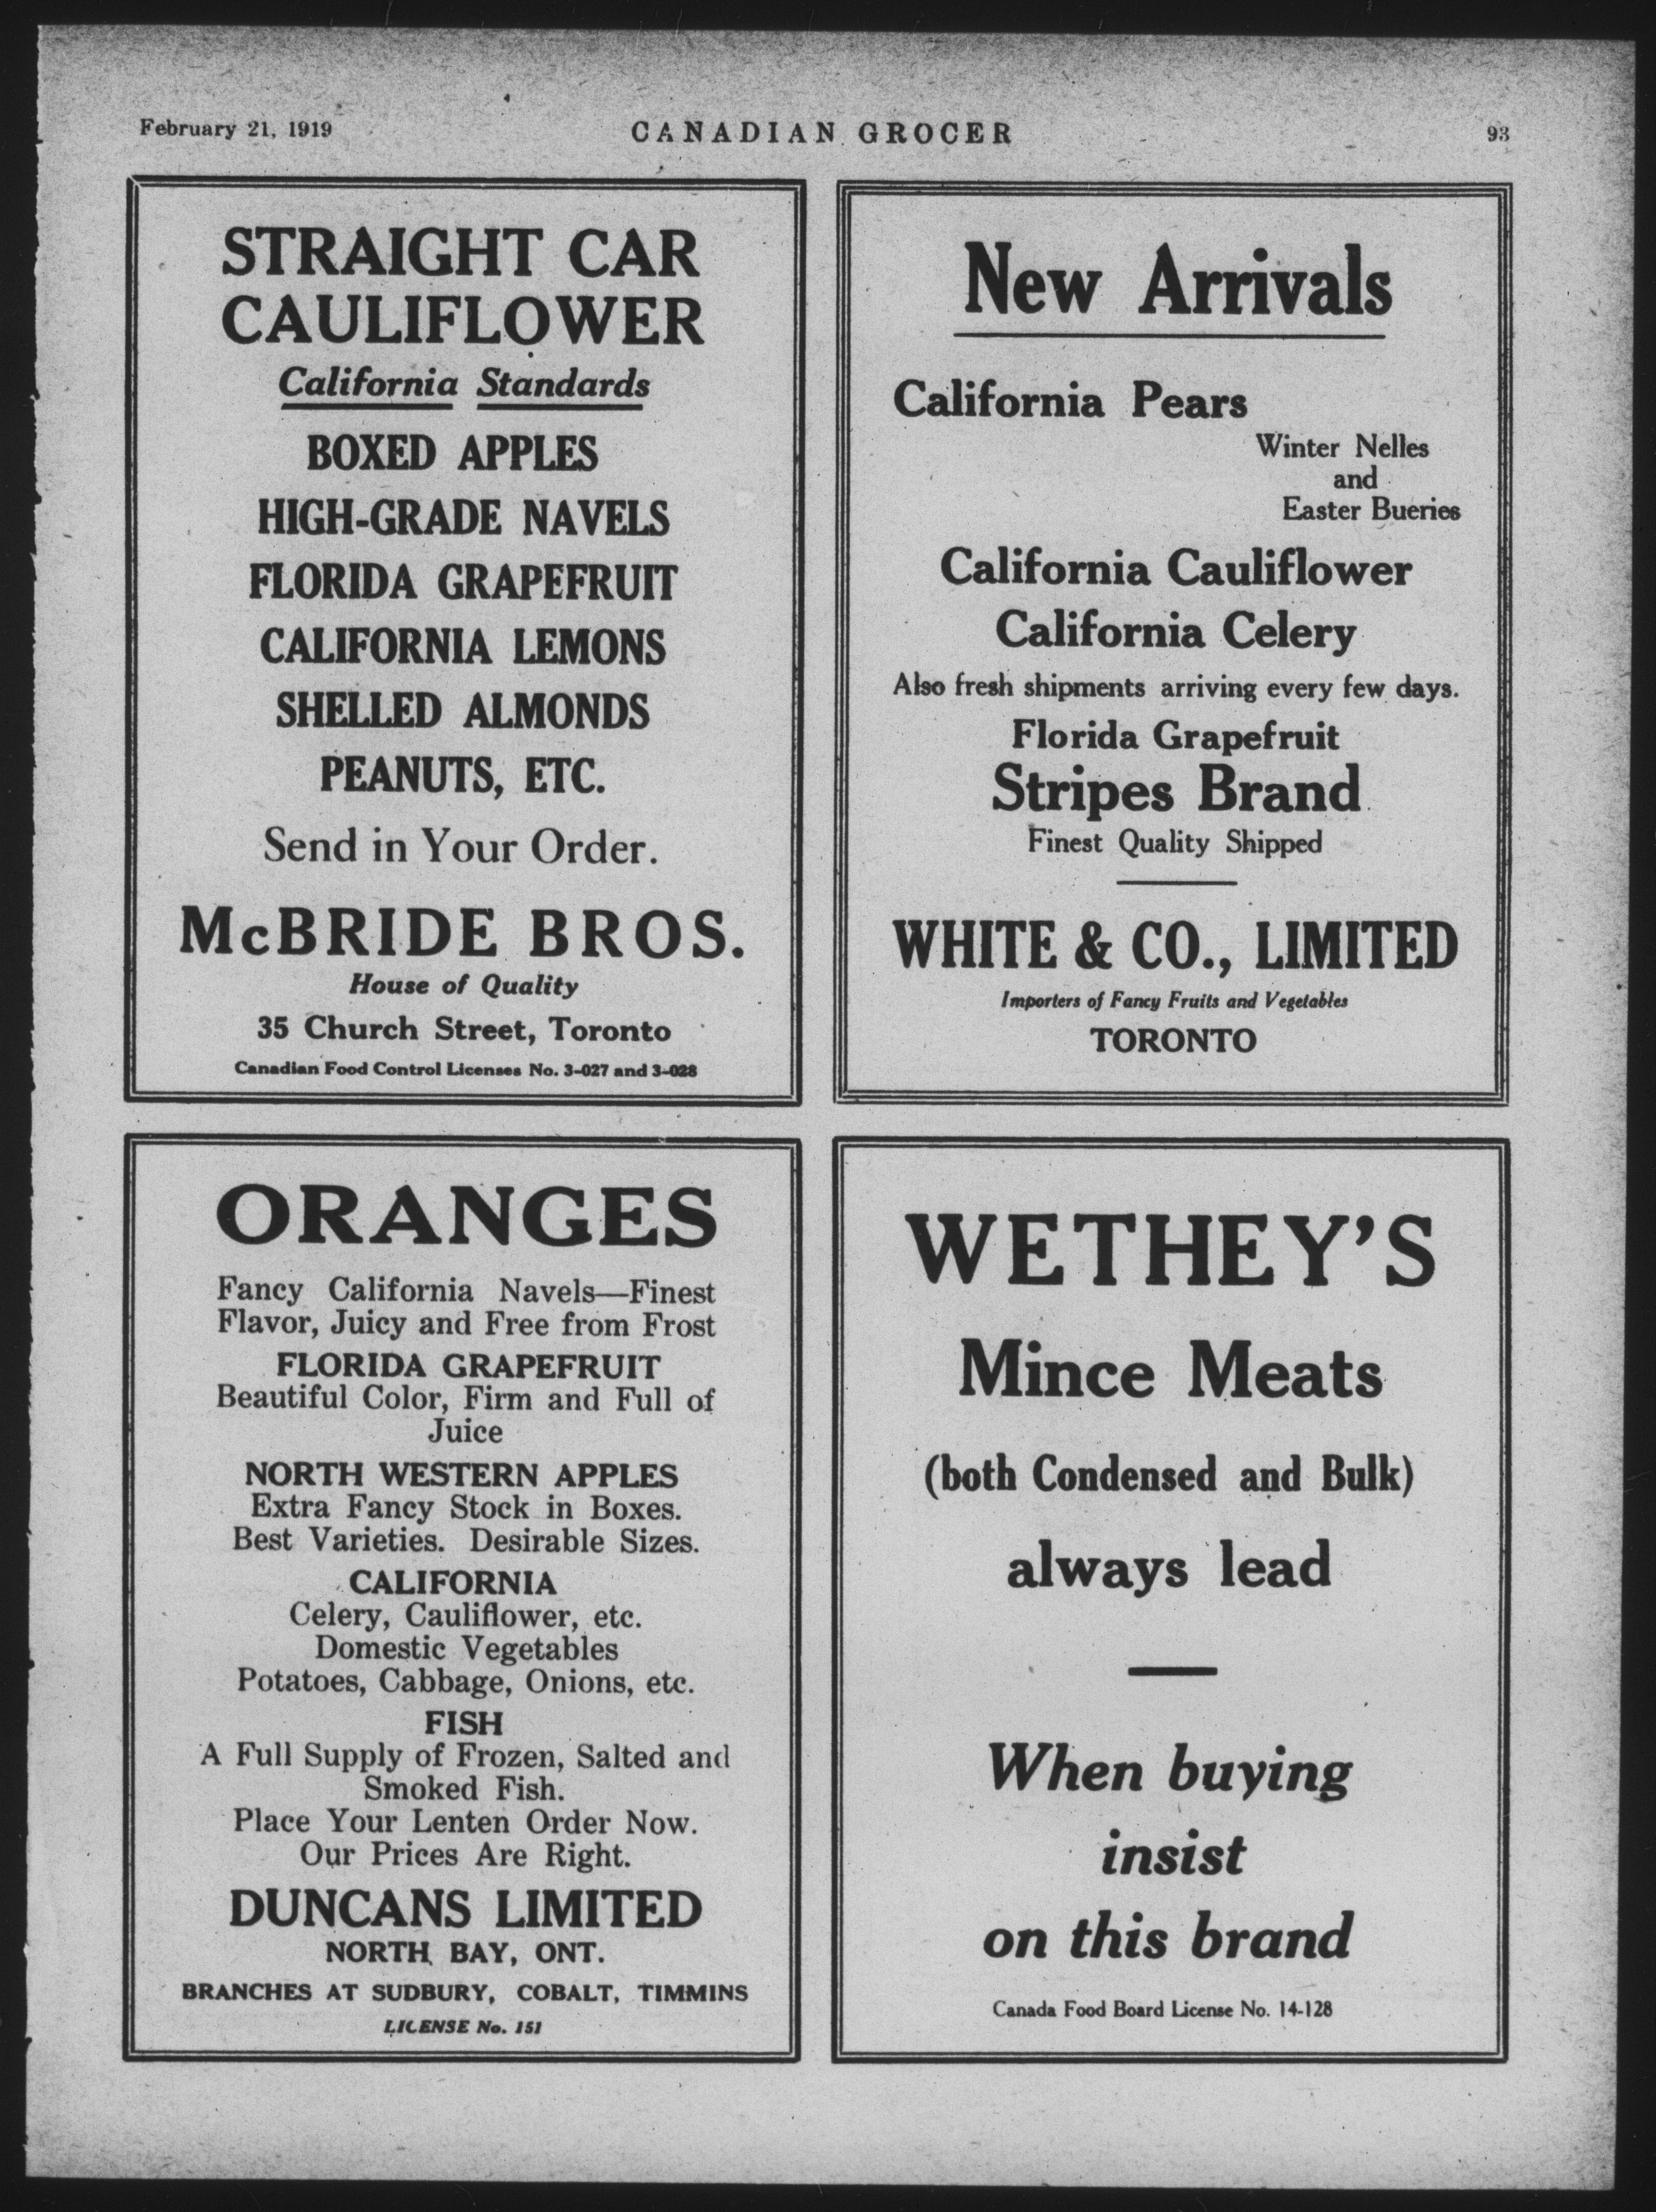 February 21, 1919
CANADIAN GROCER
93
STRAIGHT CAR
CAULIFLOWER
California Standards
BOXED APPLES
HIGH-GRADE NAVELS
FLORIDA GRAPEFRUIT
CALIFORNIA LEMONS
SHELLED ALMONDS
PEANUTS, ETC.
Send in Your Order.
McBRIDE BROS.
House of Quality
35 Church Street, Toronto
Canadian Food Control Licenses No. 3-027 and 3-028
New Arrivals
California Pears
Winter Nelles
and
Easter Bueries
California Cauliflower
California Celery
Also fresh shipments arriving every few days.
Florida Grapefruit
Stripes Brand
Finest Quality Shipped
WHITE & CO., LIMITED
Importers of Fancy Fruits and Vegetables
TORONTO
ORANGES
Fancy California Navels—Finest
Flavor, Juicy and Free from Frost
FLORIDA GRAPEFRUIT
Beautiful Color, Firm and Full of
Juice
NORTH WESTERN APPLES
Extra Fancy Stock in Boxes.
Best Varieties. Desirable Sizes.
CALIFORNIA
Celery, Cauliflower, etc.
Domestic Vegetables
Potatoes, Cabbage, Onions, etc.
FISH
A Full Supply of Frozen, Salted and
Smoked Fish.
Place Your Lenten Order Now.
Our Prices Are Right.
DUNCANS LIMITED
NORTH BAY, ONT.
BRANCHES AT SUDBURY, COBALT, TIMMINS
LICENSE No. 151
WETHEY'S
Mince Meats
(both Condensed and Bulk)
always lead
When buying
insist
on this brand
Canada Food Board License No. 14-128